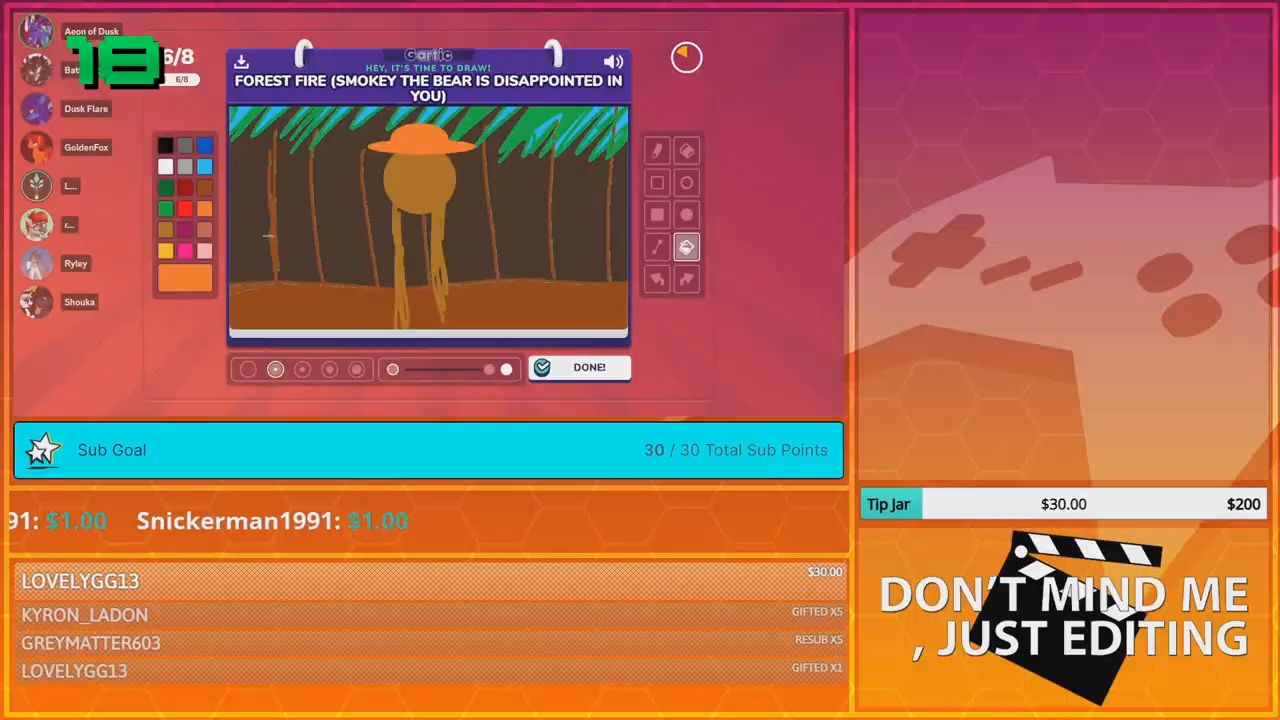 Aeon of Dusk
18
6/8
6/8
Dusk Flare
GoldenFox
L...
r...
Ryley
Shouka
Gartic
HEY, IT'S TIME TO DRAW!
FOREST FIRE (SMOKEY THE BEAR IS DISAPPOINTED IN
YOU)
DONE!
Sub Goal
30 / 30 Total Sub Points
91: $1.00 Snickerman1991: $1.00
LOVELYGG13 $30.00
KYRON_LADON GIFTED X5
GREYMATTER603 RESUB X5
LOVELYGG13 GIFTED X1
Tip Jar $30.00 $200
DON'T MIND ME
, JUST EDITING